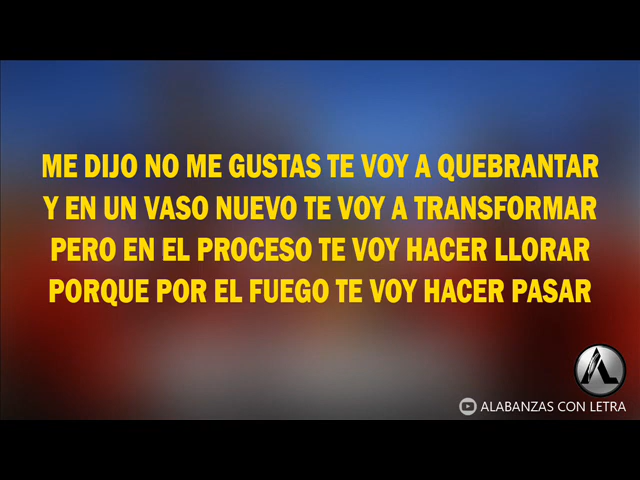 ME DIJO NO ME GUSTAS TE VOY A QUEBRANTAR
Y EN UN VASO NUEVO TE VOY A TRANSFORMAR
PERO EN EL PROCESO TE VOY HACER LLORAR
PORQUE POR EL FUEGO TE VOY HACER PASAR
ALABANZAS CON LETRA